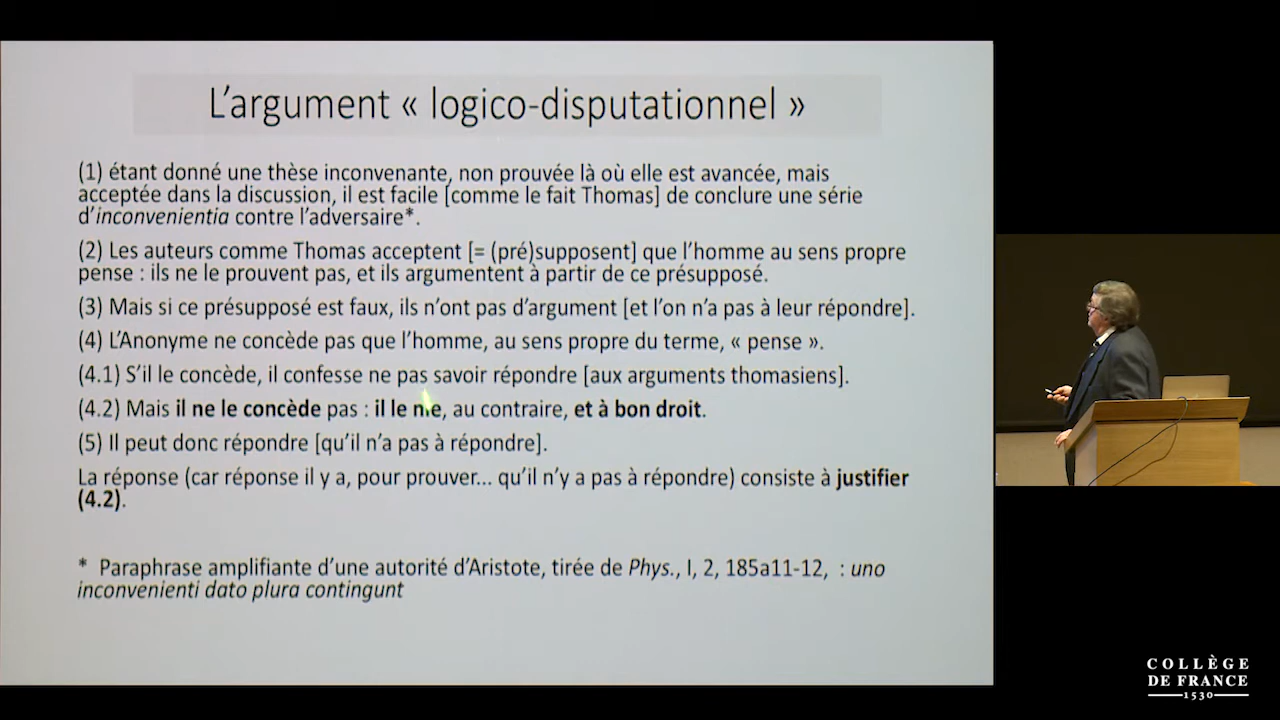 L'argument « logico-disputationnel »
(1) étant donné une thèse inconvenante, non prouvée là où elle est avancée, mais
acceptée dans la discussion, il est facile [comme le fait Thomas] de conclure une série
d'inconvenientia contre l'adversaire*.
(2) Les auteurs comme Thomas acceptent [= (pré)supposent] que l'homme au sens propre
pense : ils ne le prouvent pas, et ils argumentent à partir de ce présupposé.
(3) Mais si ce présupposé est faux, ils n'ont pas d'argument [et l'on n'a pas à leur répondre].
(4) L'Anonyme ne concède pas que l'homme, au sens propre du terme, « pense ».
(4.1) S'il le concède, il confesse ne pas savoir répondre [aux arguments thomasiens].
(4.2) Mais il ne le concède pas : il le nie, au contraire, et à bon droit.
(5) Il peut donc répondre [qu'il n'a pas à répondre].
La réponse (car réponse il y a, pour prouver... qu'il n'y a pas à répondre) consiste à justifier
(4.2).
* Paraphrase amplifiante d'une autorité d'Aristote, tirée de Phys., I, 2, 185a11-12, : uno
inconvenienti dato plura contingunt
COLLÈGE
DE FRANCE
1530